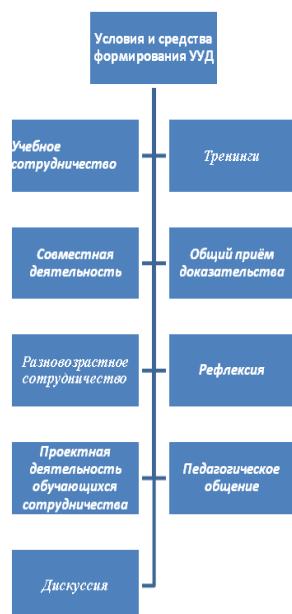 Условия и средства
формирования УУД
Учебное
сотрудничество
Тренинги
Совместная
деятельность
Общий приём
доказательства
Разновозрастное
сотрудничество
Рефлексия
Проектная
деятельность
обучающихся
сотрудничества
Педагогическое
общение
Дискуссия